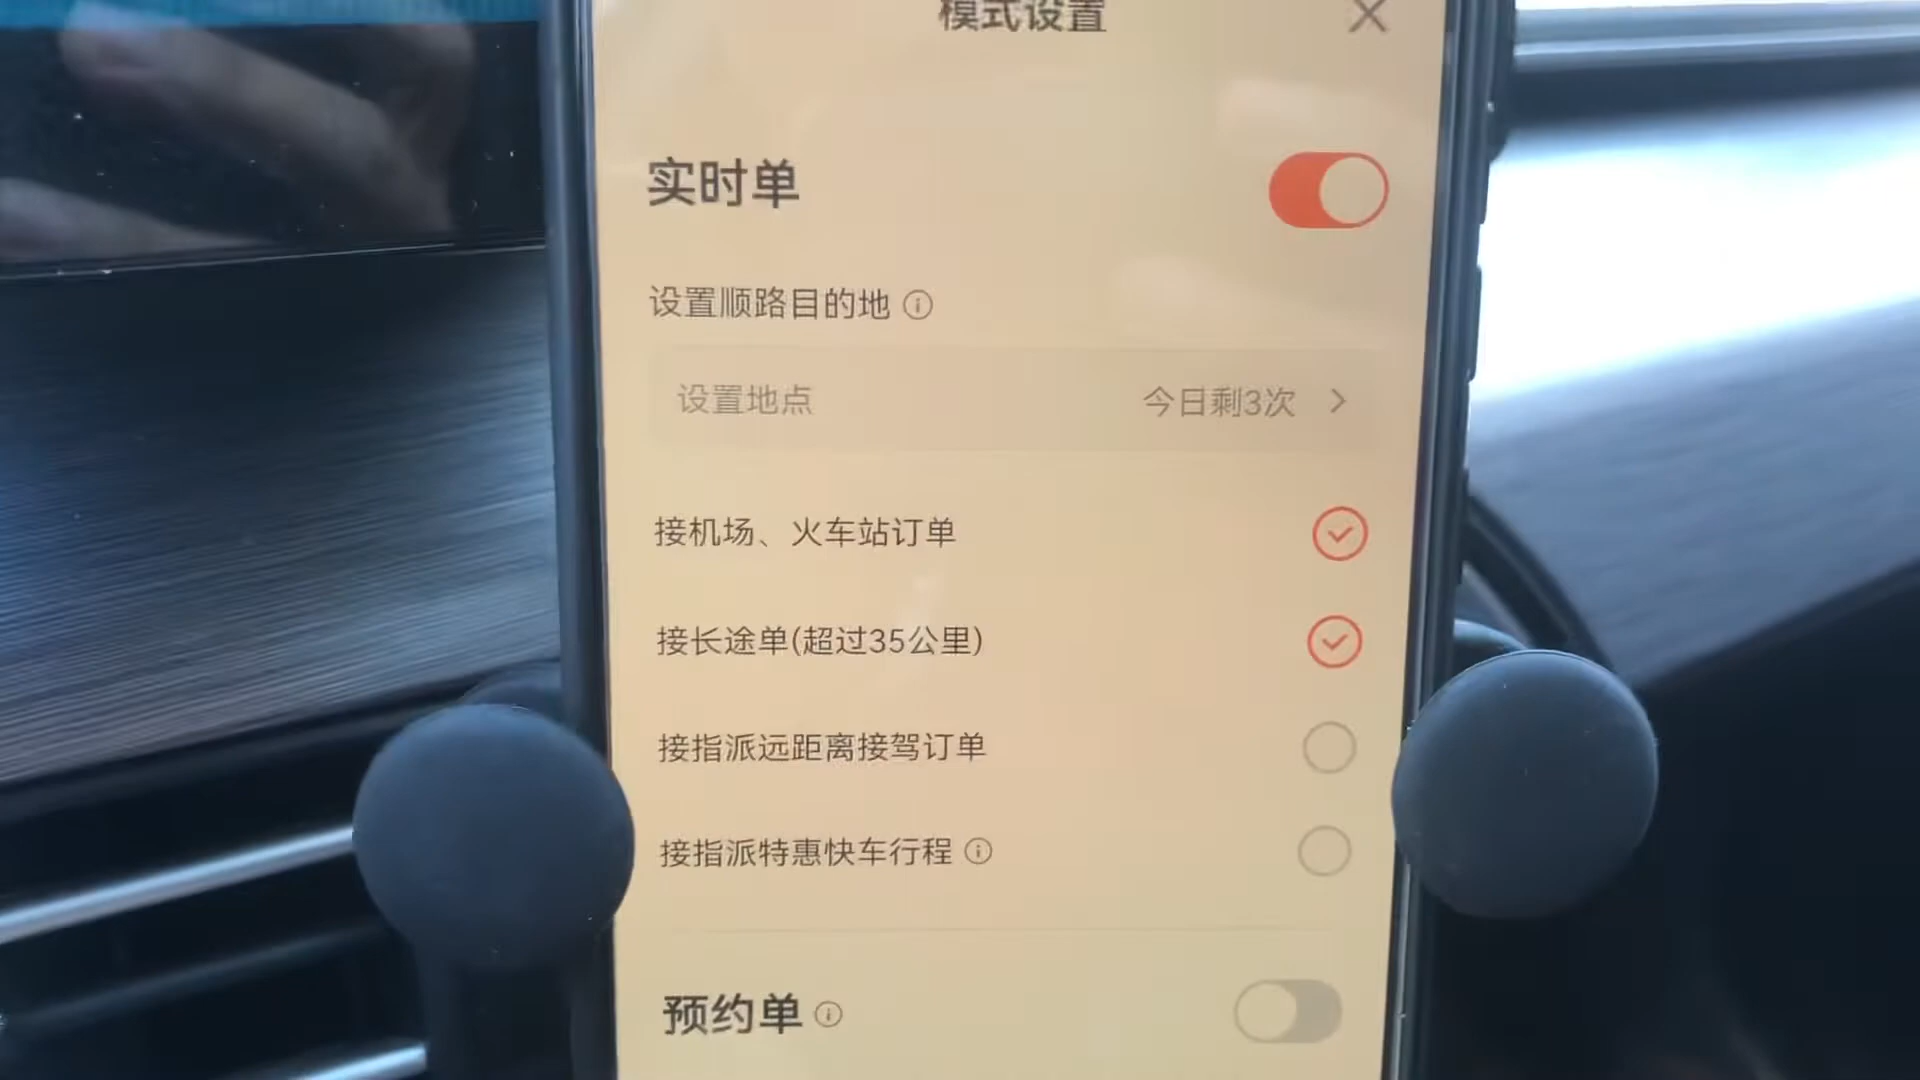 模式设置
实时单
设置顺路目的地
设置地点 今日剩3次
接机场、火车站订单
接长途单(超过35公里)
接指派远距离接驾订单
接指派特惠快车行程
预约单